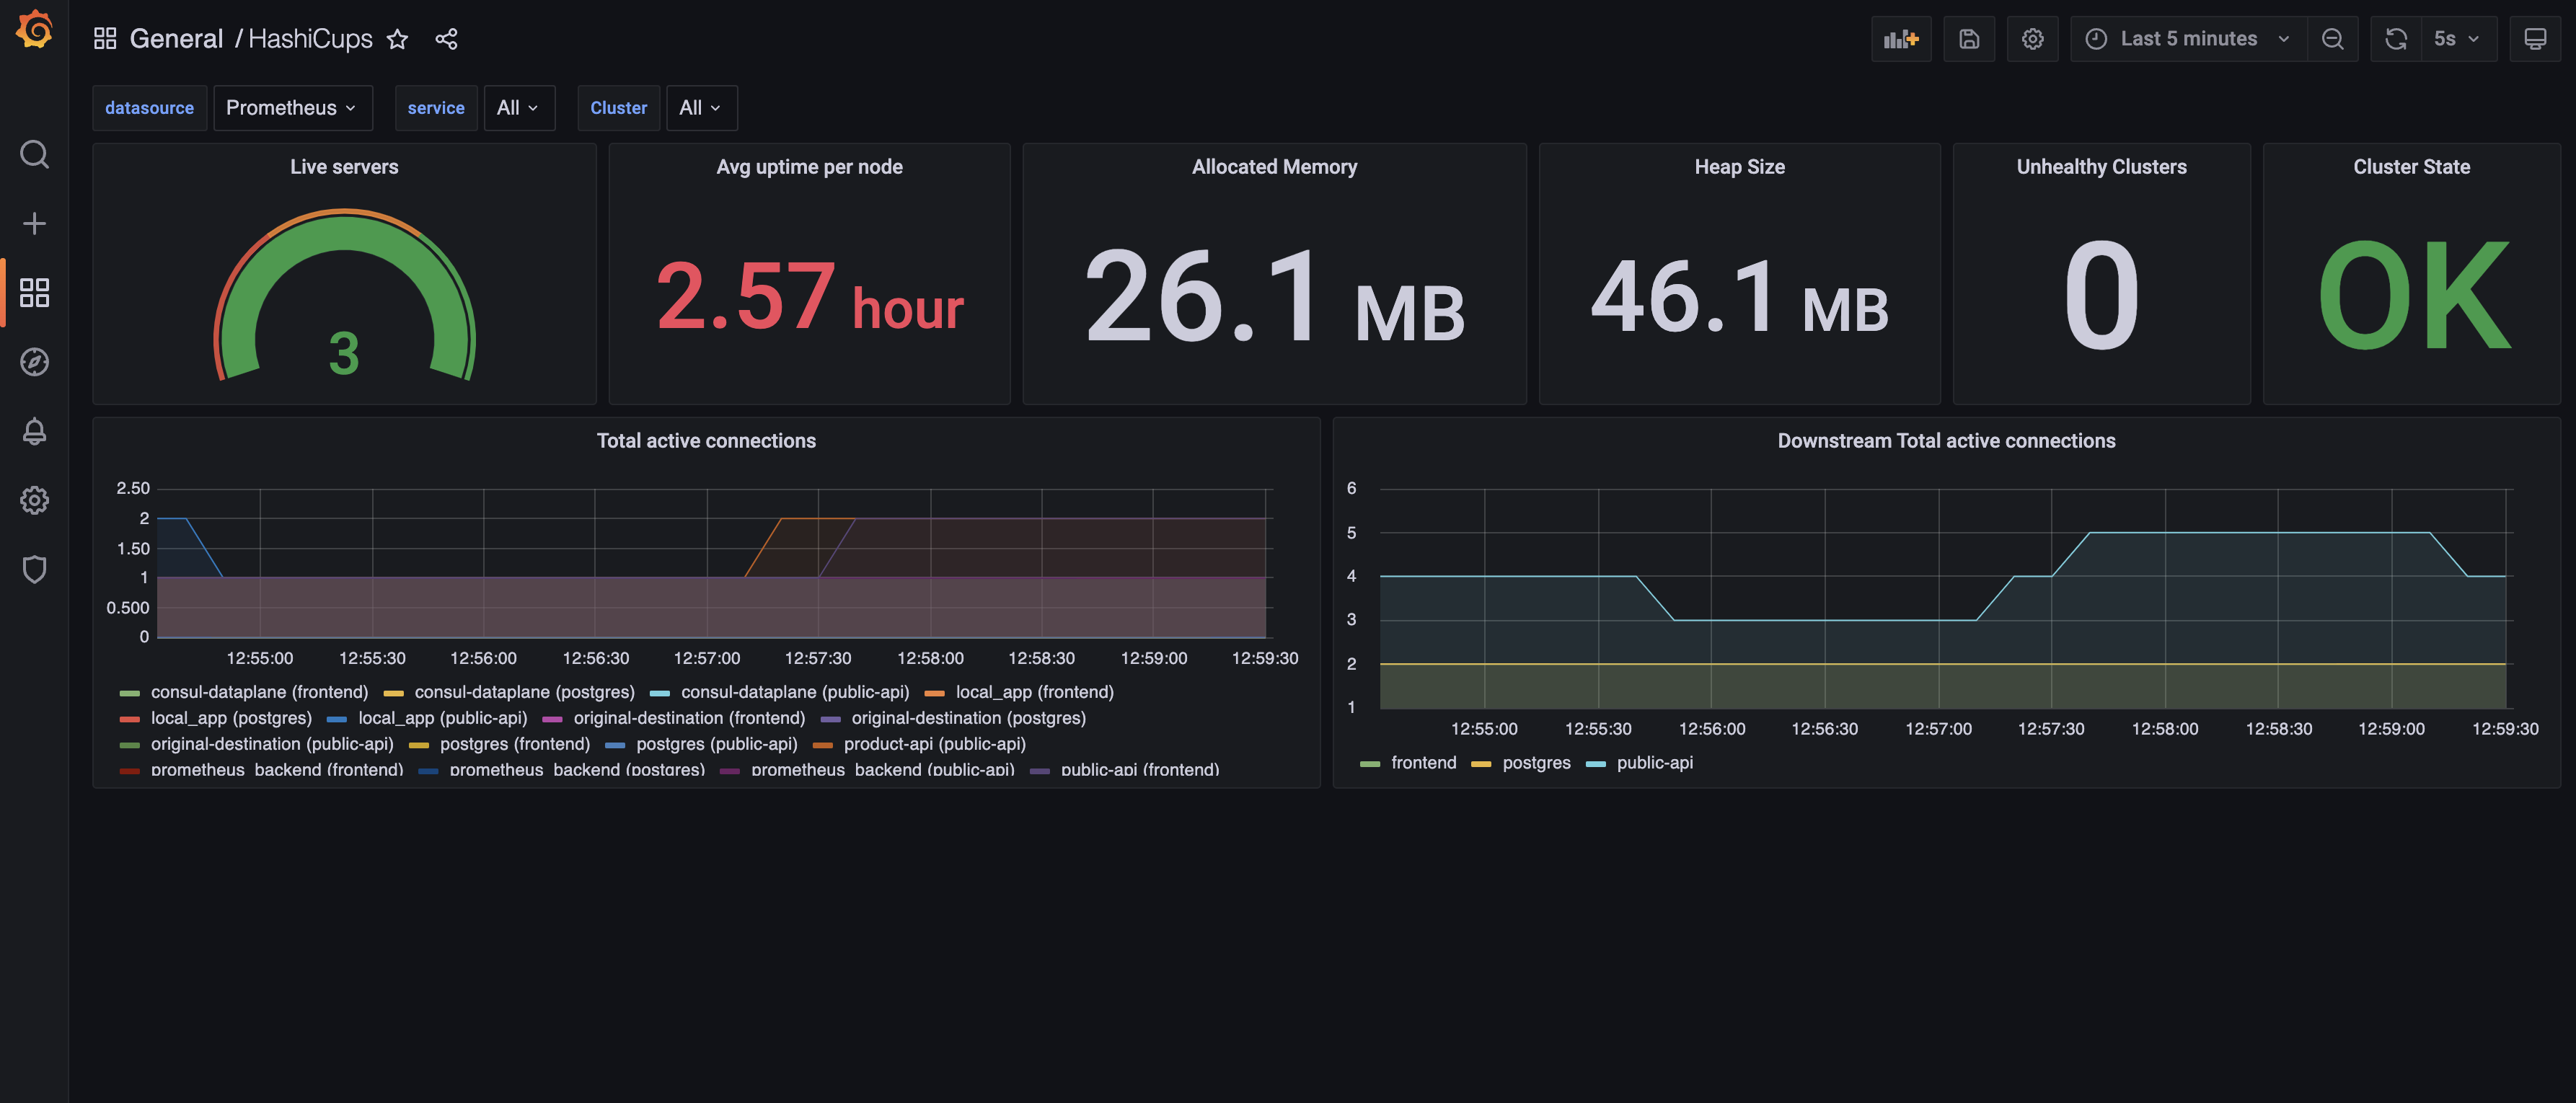 General / HashiCups
Last 5 minutes
5s
datasource Prometheus service All Cluster All
Live servers
3
Avg uptime per node
2.57 hour
Allocated Memory
26.1 MB
Heap Size
46.1 MB
Unhealthy Clusters
0
Cluster State
OK
Total active connections
2.50
2
1.50
1
0.500
0
12:55:00 12:55:30 12:56:00 12:56:30 12:57:00 12:57:30 12:58:00 12:58:30 12:59:00 12:59:30
consul-dataplane (frontend) consul-dataplane (postgres) consul-dataplane (public-api) local_app (frontend)
local_app (postgres) local_app (public-api) original-destination (frontend) original-destination (postgres)
original-destination (public-api) postgres (frontend) postgres (public-api) product-api (public-api)
prometheus_backend (frontend) prometheus_backend (postgres) prometheus_backend (public-api) public-api (frontend)
Downstream Total active connections
6
5
4
3
2
1
12:55:00 12:55:30 12:56:00 12:56:30 12:57:00 12:57:30 12:58:00 12:58:30 12:59:00 12:59:30
frontend postgres public-api